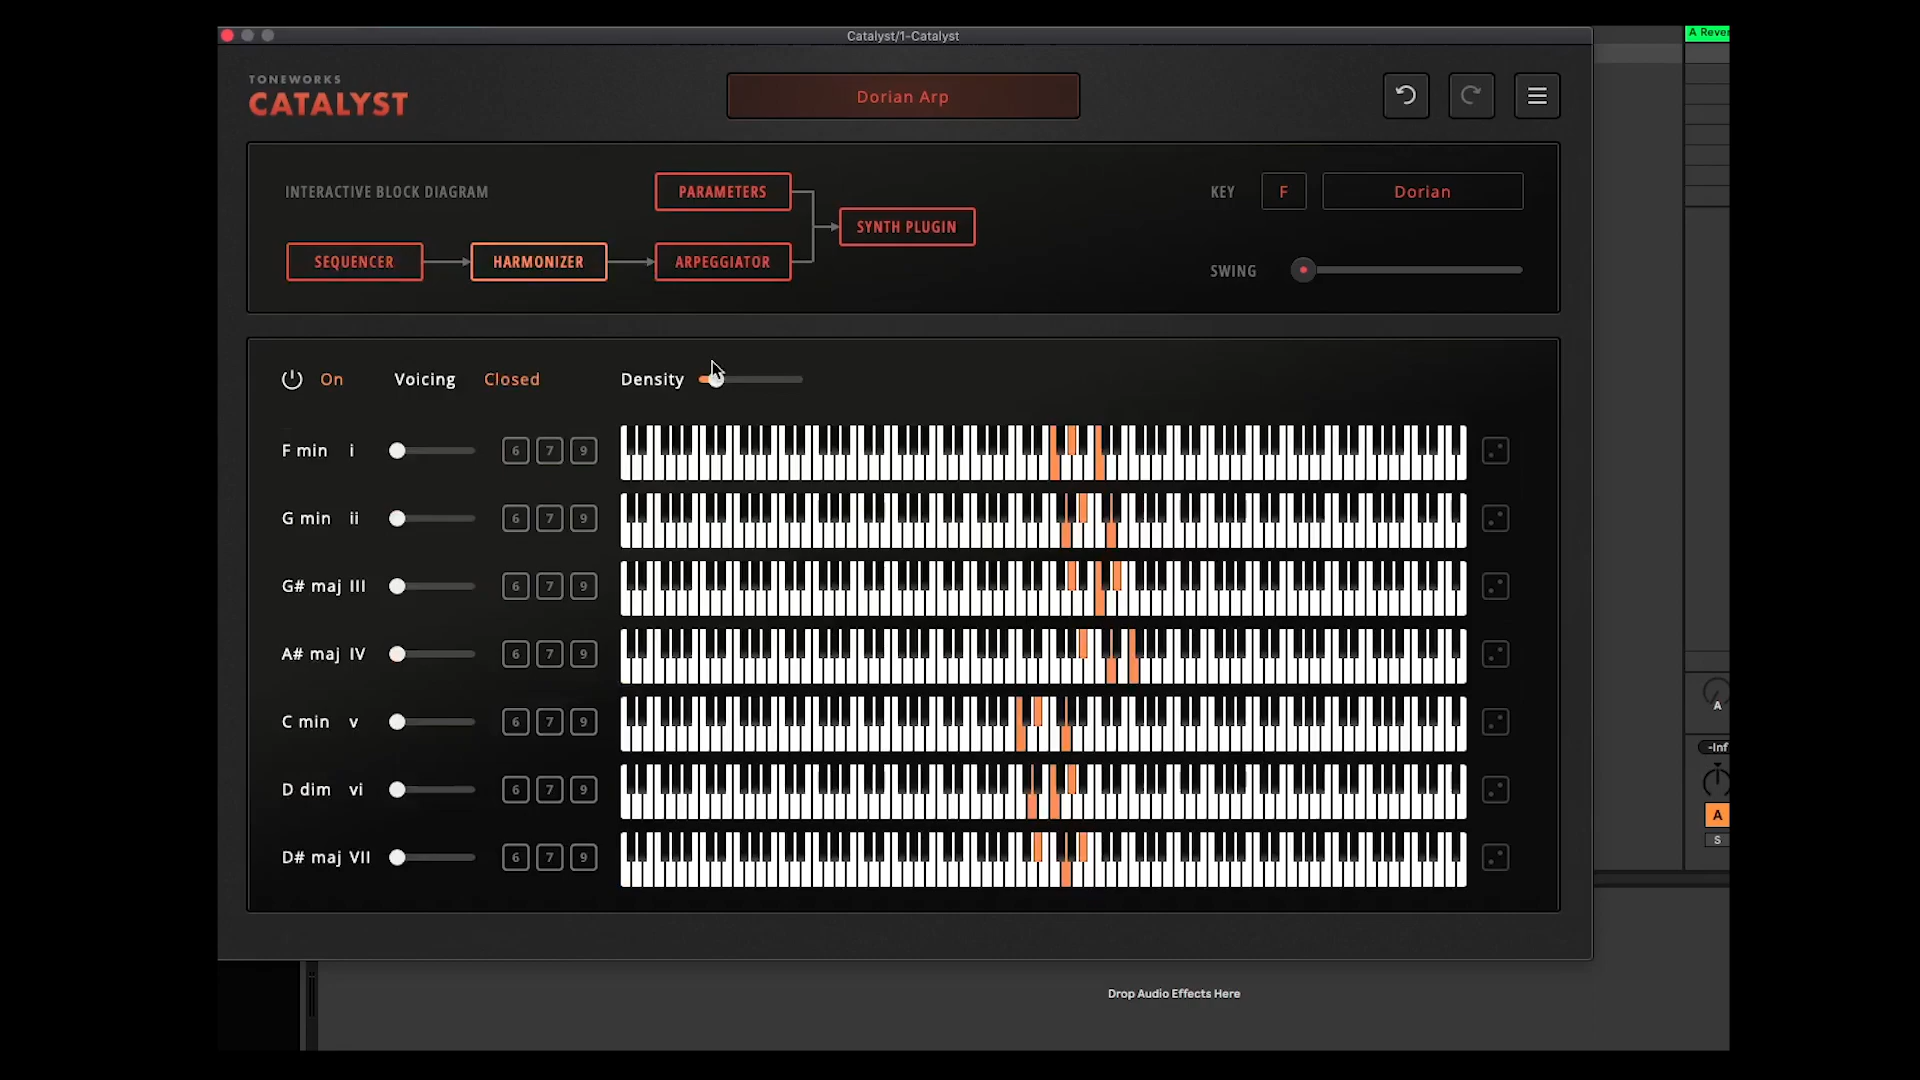 Catalyst/1-Catalyst
A Rever
TONEWORKS
CATALYST
Dorian Arp
INTERACTIVE BLOCK DIAGRAM
PARAMETERS
SYNTH PLUGIN
SEQUENCER
HARMONIZER
ARPEGGIATOR
KEY F Dorian
SWING
On Voicing Closed Density
F min i 6 7 9
G min ii 6 7 9
G# maj III 6 7 9
A# maj IV 6 7 9
C min v 6 7 9
D dim vi 6 7 9
D# maj VII 6 7 9
A
-Inf
A
S
Drop Audio Effects Here